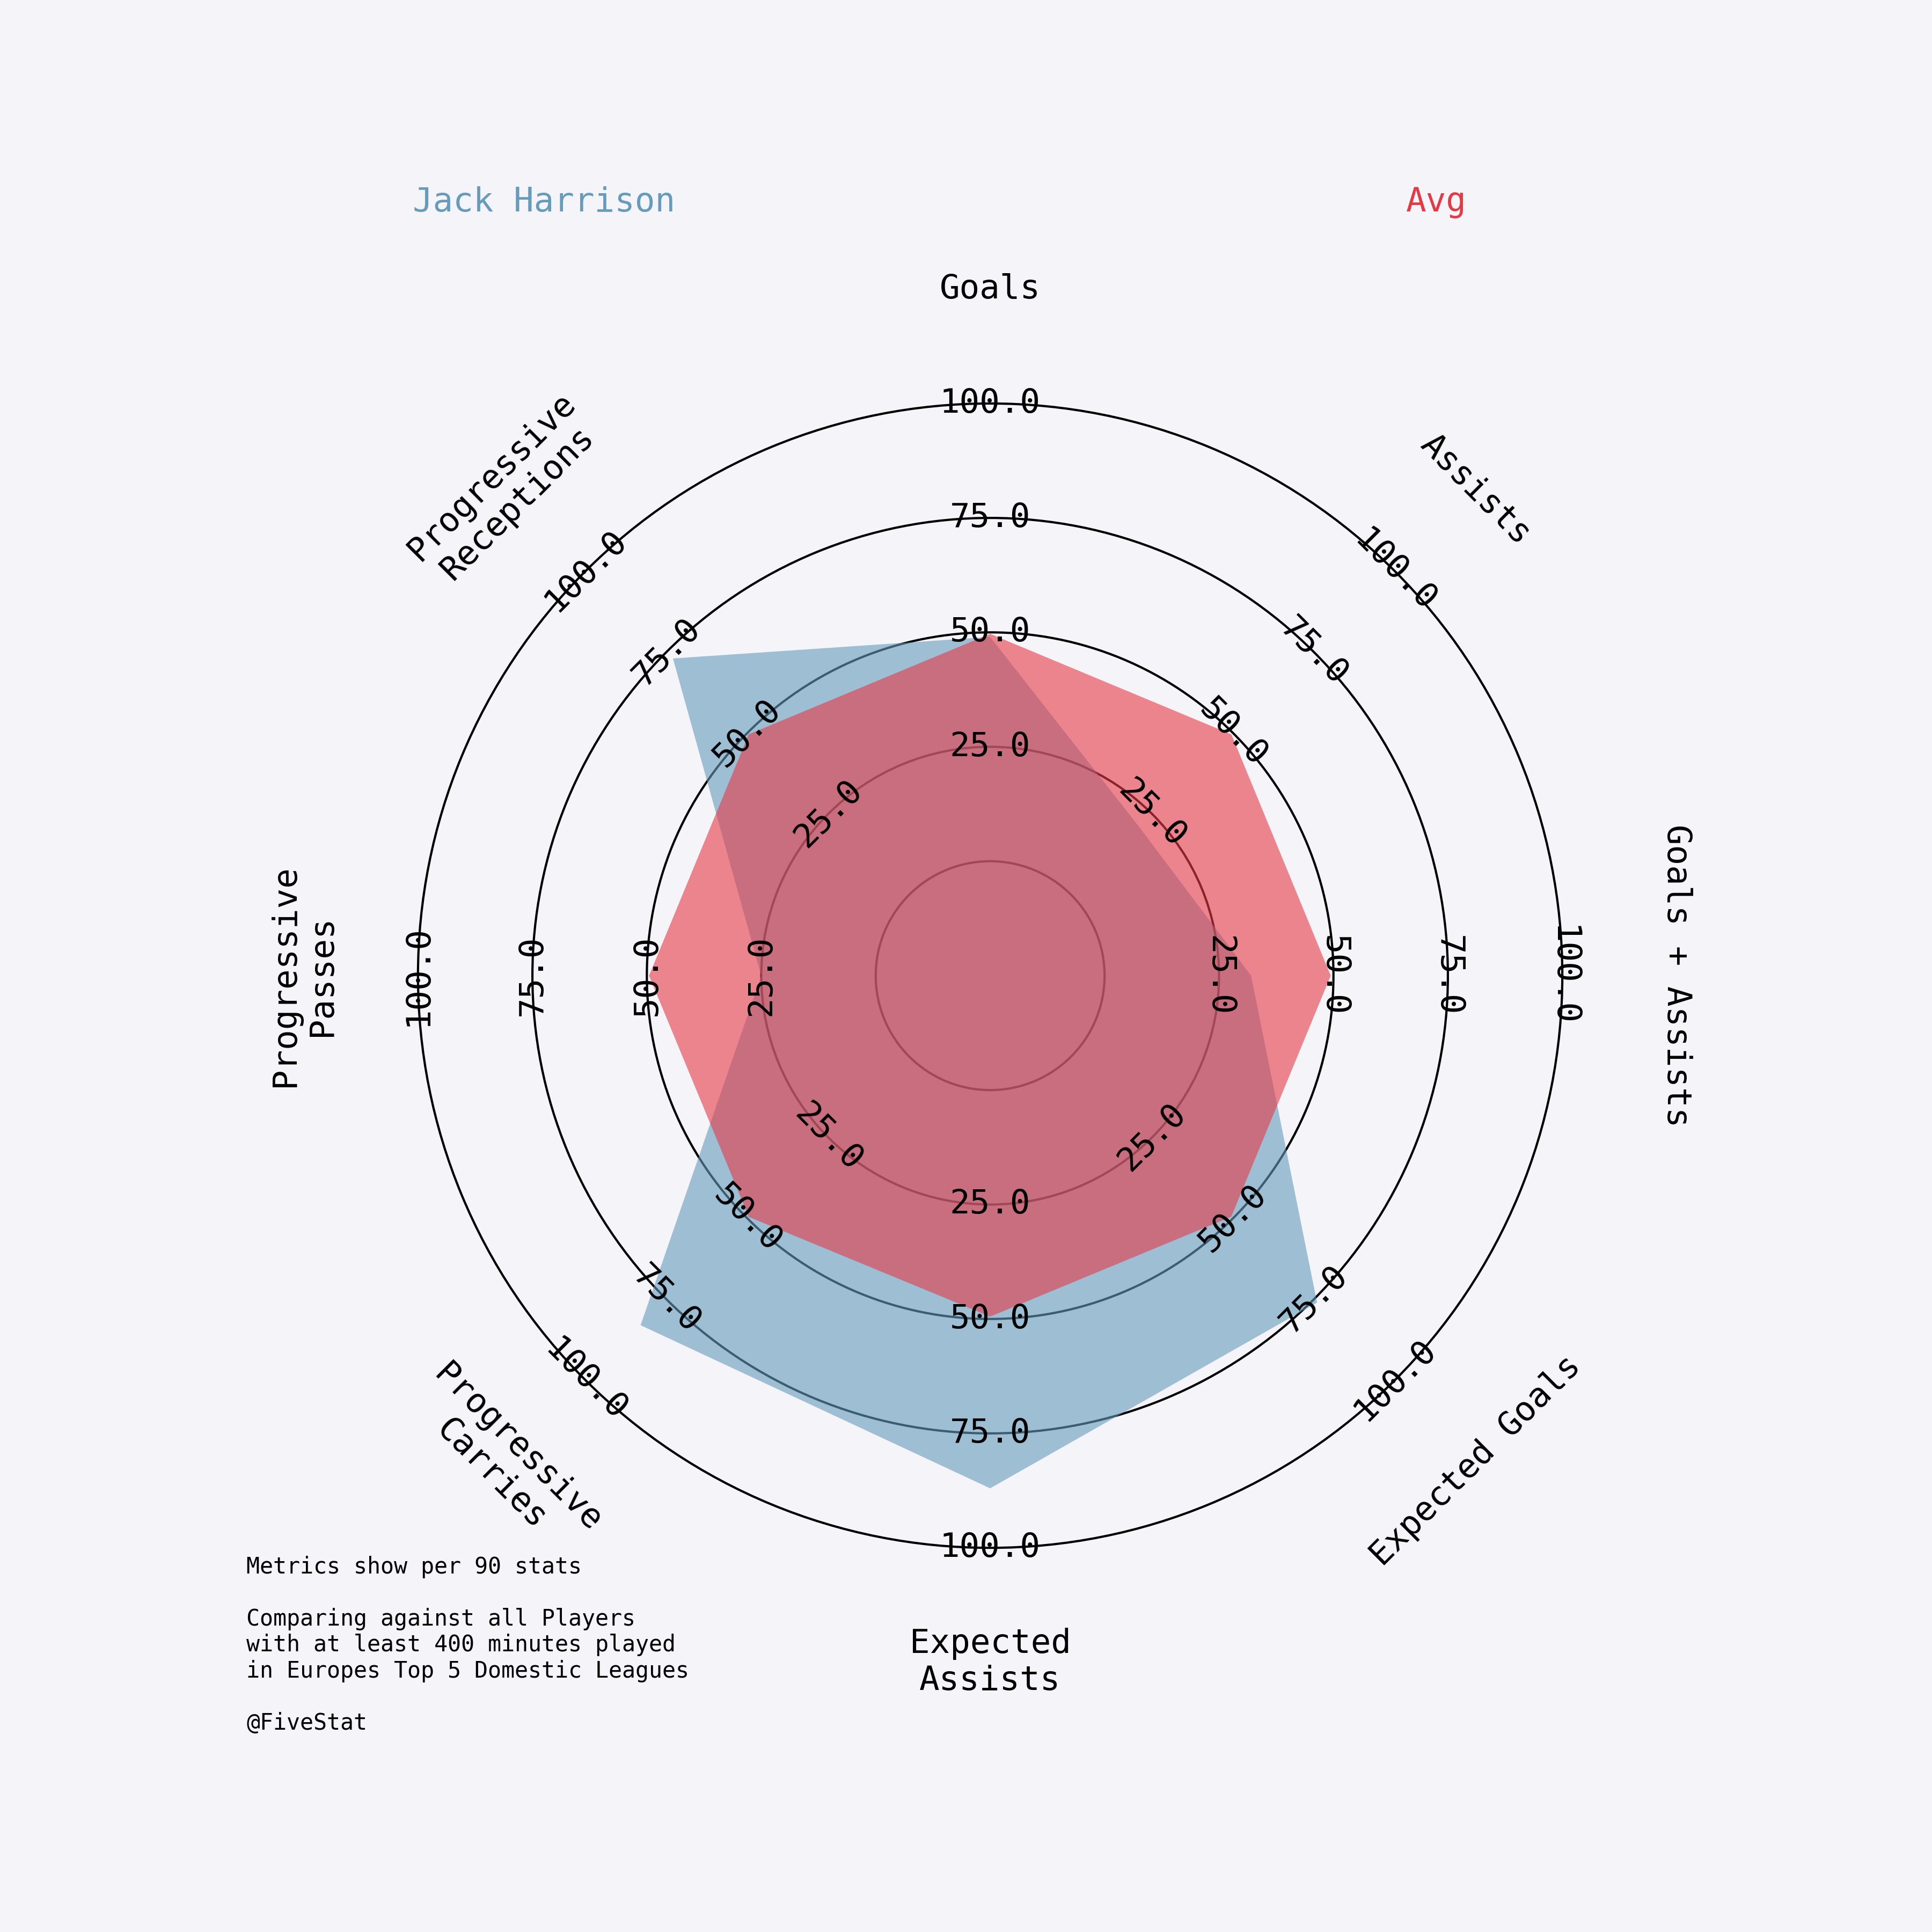 Jack Harrison
Avg
Goals
Assists
Goals + Assists
Expected Goals
Expected
Assists
Progressive
Carries
Progressive
Passes
Progressive
Receptions
100.0
75.0
50.0
25.0
100.0
75.0
50.0
25.0
100.0
75.0
50.0
25.0
100.0
75.0
50.0
25.0
100.0
75.0
50.0
25.0
100.0
75.0
50.0
25.0
100.0
75.0
50.0
25.0
100.0
75.0
50.0
25.0
Metrics show per 90 stats
Comparing against all Players
with at least 400 minutes played
in Europes Top 5 Domestic Leagues
@FiveStat